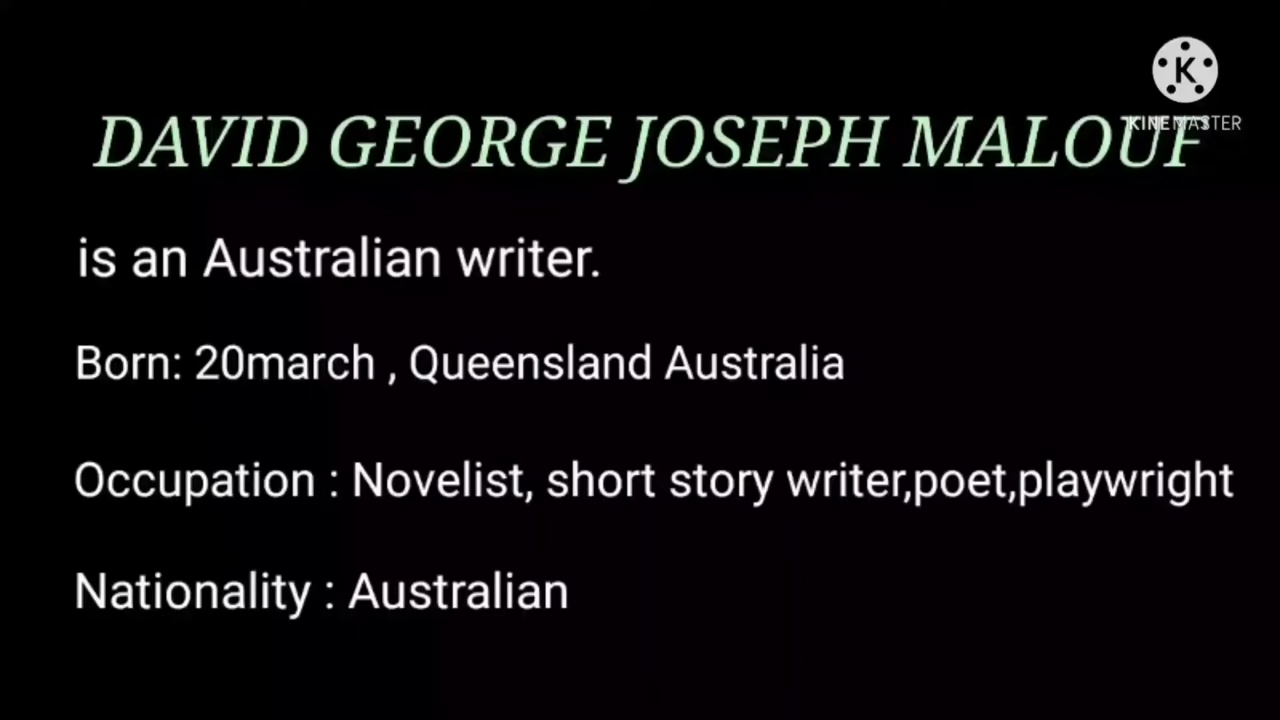 K
KINEMASTER
DAVID GEORGE JOSEPH MALOUF
is an Australian writer.
Born: 20march , Queensland Australia
Occupation : Novelist, short story writer,poet,playwright
Nationality : Australian